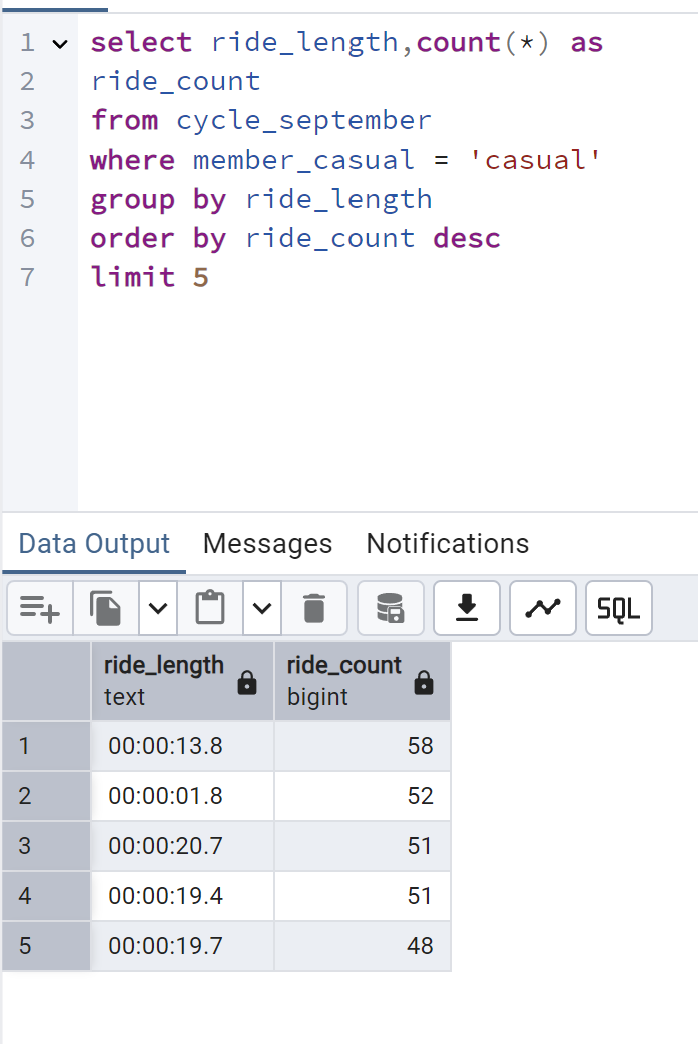 1 select ride_length,count(*) as
2 ride_count
3 from cycle_september
4 where member_casual = 'casual'
5 group by ride_length
6 order by ride_count desc
7 limit 5
Data Output Messages Notifications
SQL
ride_length ride_count
text bigint
1 00:00:13.8 58
2 00:00:01.8 52
3 00:00:20.7 51
4 00:00:19.4 51
5 00:00:19.7 48